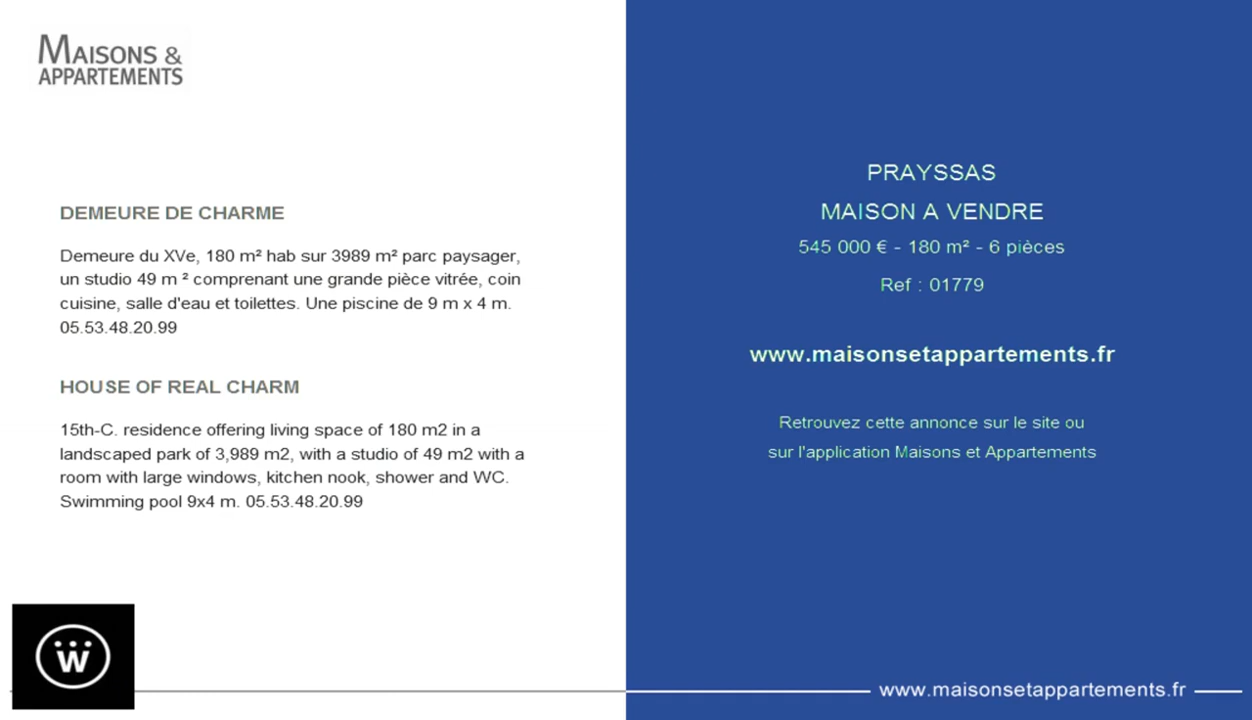 MAISONS &
APPARTEMENTS
DEMEURE DE CHARME
Demeure du XVe, 180 m² hab sur 3989 m² parc paysager,
un studio 49 m ² comprenant une grande pièce vitrée, coin
cuisine, salle d'eau et toilettes. Une piscine de 9 m x 4 m.
05.53.48.20.99
HOUSE OF REAL CHARM
15th-C. residence offering living space of 180 m2 in a
landscaped park of 3,989 m2, with a studio of 49 m2 with a
room with large windows, kitchen nook, shower and WC.
Swimming pool 9x4 m. 05.53.48.20.99
W
PRAYSSAS
MAISON A VENDRE
545 000 € - 180 m² - 6 pièces
Ref : 01779
www.maisonsetappartements.fr
Retrouvez cette annonce sur le site ou
sur l'application Maisons et Appartements
www.maisonsetappartements.fr